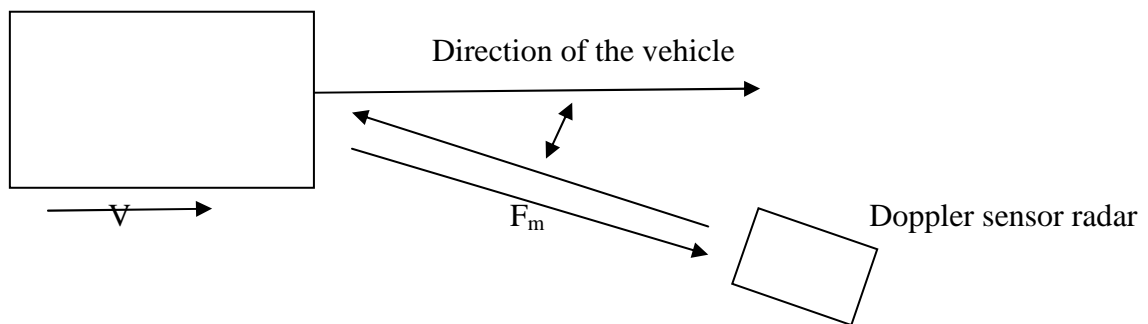 Direction of the vehicle
V
Fm
Doppler sensor radar